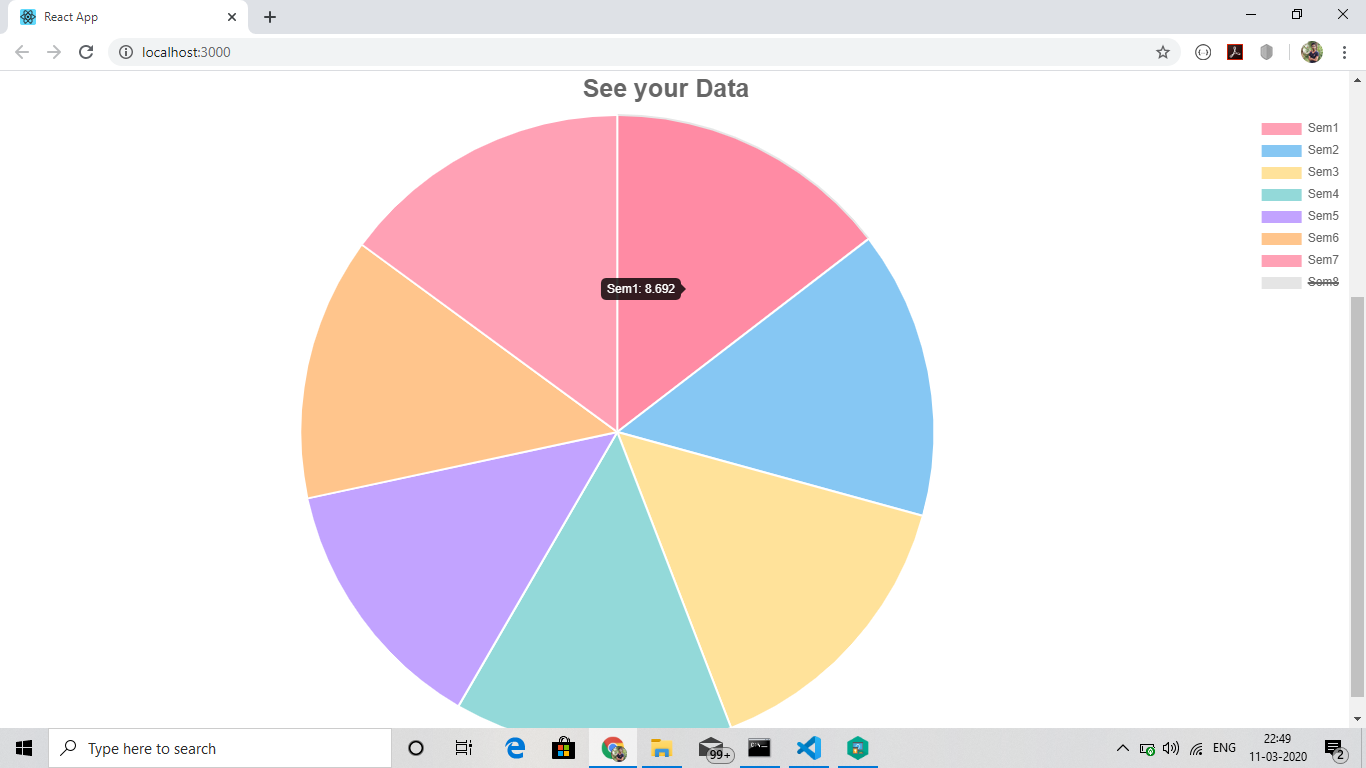 React App
localhost:3000
See your Data
Sem1
Sem2
Sem3
Sem4
Sem5
Sem6
Sem7
Sem8
Sem1: 8.692
Type here to search
99+
ENG
22:49
11-03-2020
2